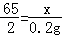 65/2 = x/0.2g